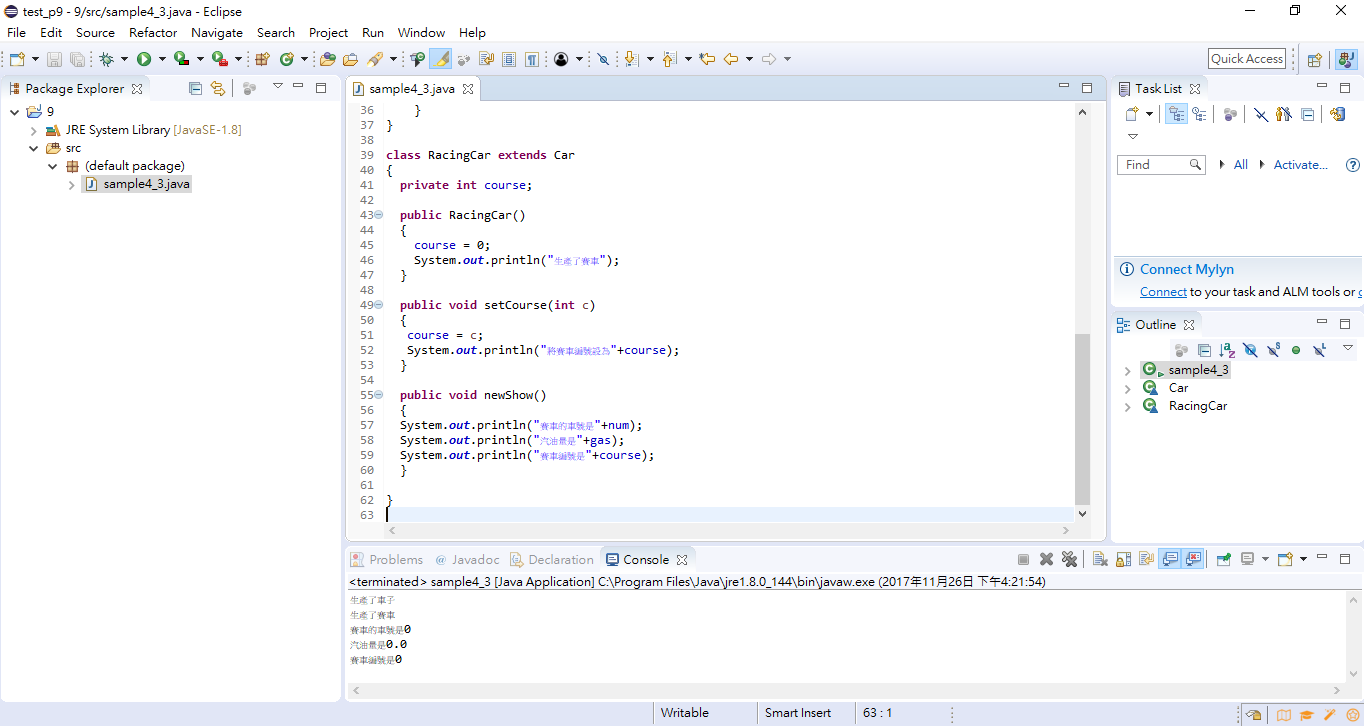 test_p9 - 9/src/sample4_3.java - Eclipse
File Edit Source Refactor Navigate Search Project Run Window Help
Quick Access
Package Explorer
9
JRE System Library [JavaSE-1.8]
src
(default package)
sample4_3.java
sample4_3.java
36 }
37 }
38
39 class RacingCar extends Car
40 {
41 private int course;
42
43 public RacingCar()
44 {
45 course = 0;
46 System.out.println("生產了賽車");
47 }
48
49 public void setCourse(int c)
50 {
51 course = c;
52 System.out.println("將賽車編號設為"+course);
53 }
54
55 public void newShow()
56 {
57 System.out.println("賽車的車號是"+num);
58 System.out.println("汽油量是"+gas);
59 System.out.println("賽車編號是"+course);
60 }
61
62 }
63
Task List
Find All Activate...
Connect Mylyn
Connect to your task and ALM tools or
Outline
sample4_3
Car
RacingCar
Problems @ Javadoc Declaration Console
<terminated> sample4_3 [Java Application] C:\Program Files\Java\jre1.8.0_144\bin\javaw.exe (2017年11月26日 下午4:21:54)
生產了車子
生產了賽車
賽車的車號是0
汽油量是0.0
賽車編號是0
Writable Smart Insert 63 : 1